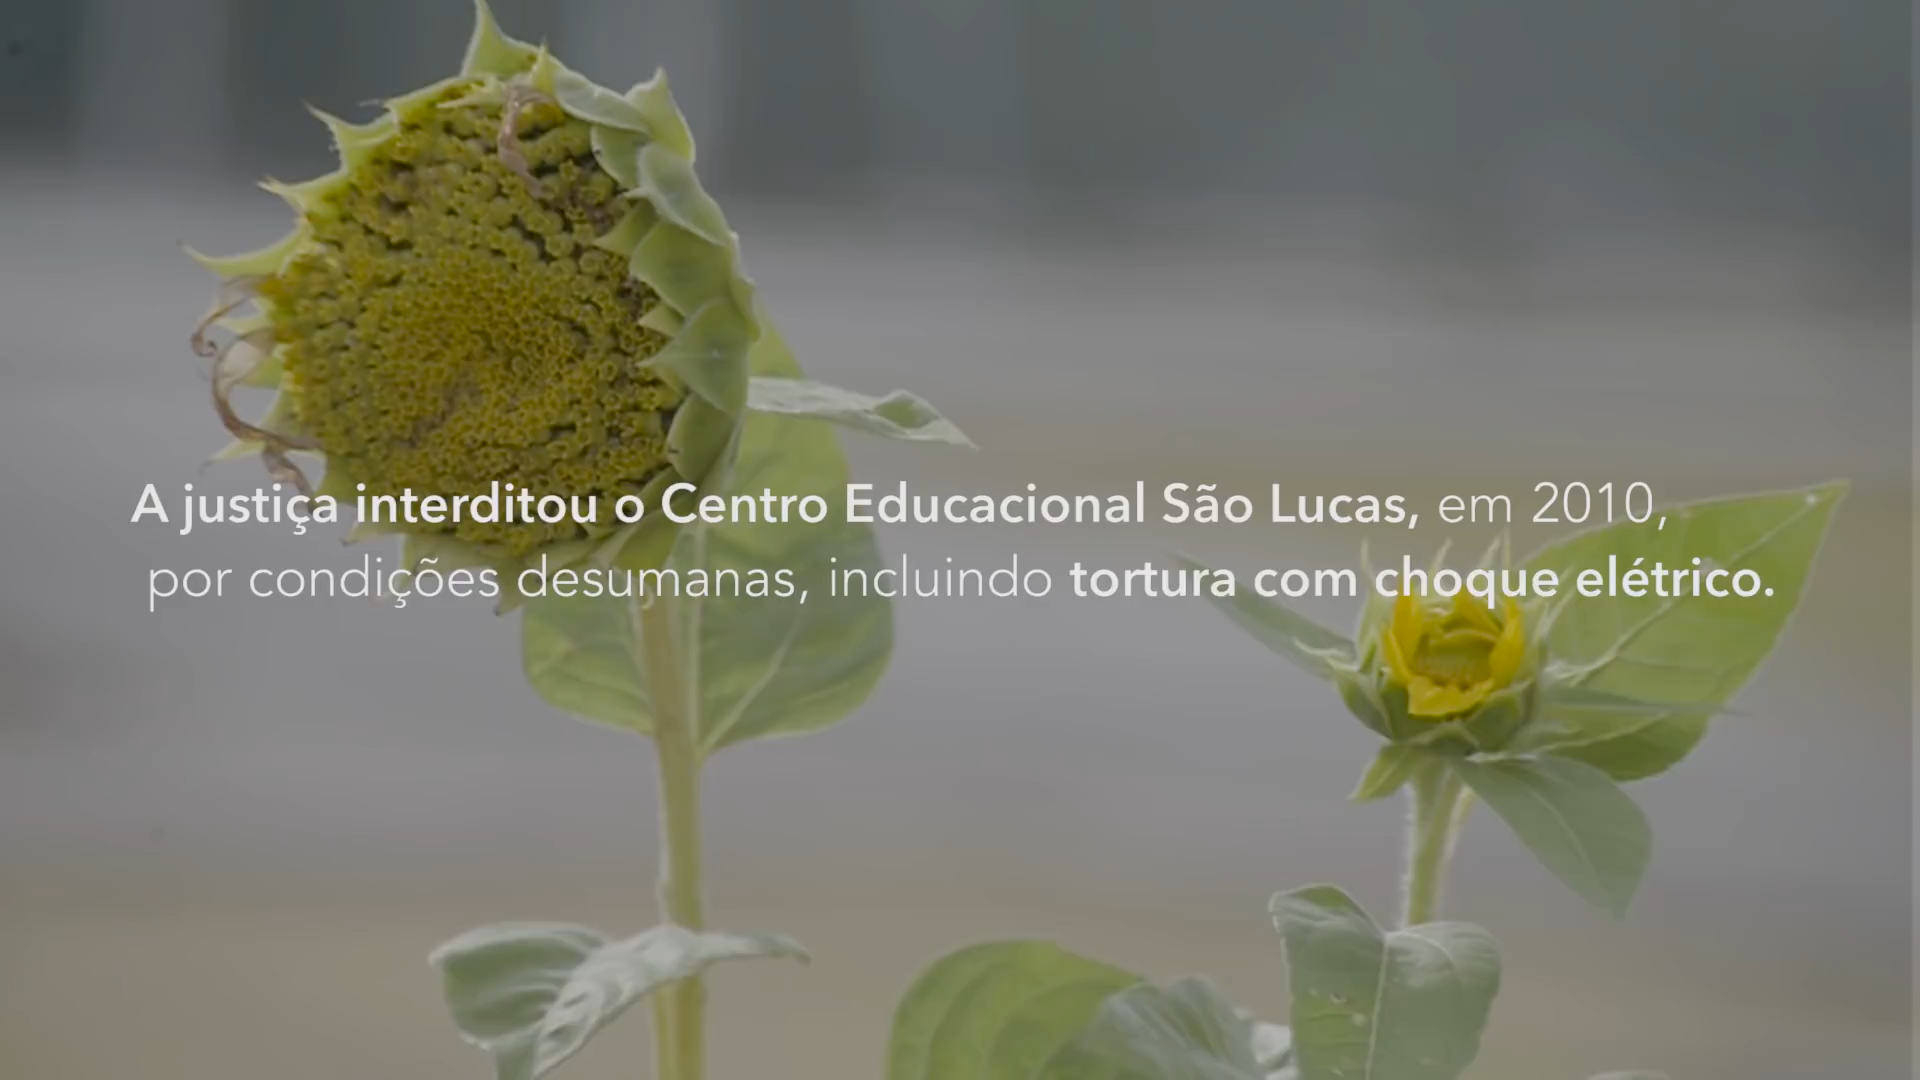 A justiça interditou o Centro Educacional São Lucas, em 2010,
por condições desumanas, incluindo tortura com choque elétrico.